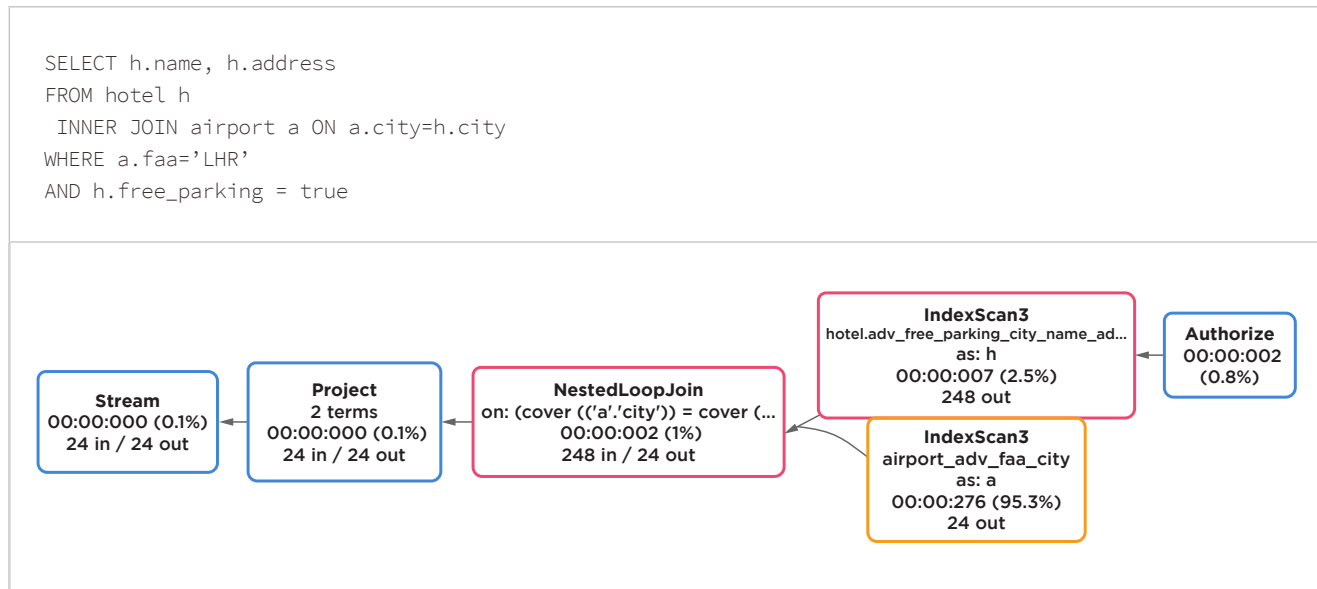 SELECT h.name, h.address
FROM hotel h
INNER JOIN airport a ON a.city=h.city
WHERE a.faa=’LHR’
AND h.free_parking = true
Stream
00:00:000 (0.1%)
24 in / 24 out
Project
2 terms
00:00:000 (0.1%)
24 in / 24 out
NestedLoopJoin
on: (cover (('a'.'city')) = cover (...
00:00:002 (1%)
248 in / 24 out
IndexScan3
hotel.adv_free_parking_city_name_ad...
as: h
00:00:007 (2.5%)
248 out
IndexScan3
airport_adv_faa_city
as: a
00:00:276 (95.3%)
24 out
Authorize
00:00:002
(0.8%)